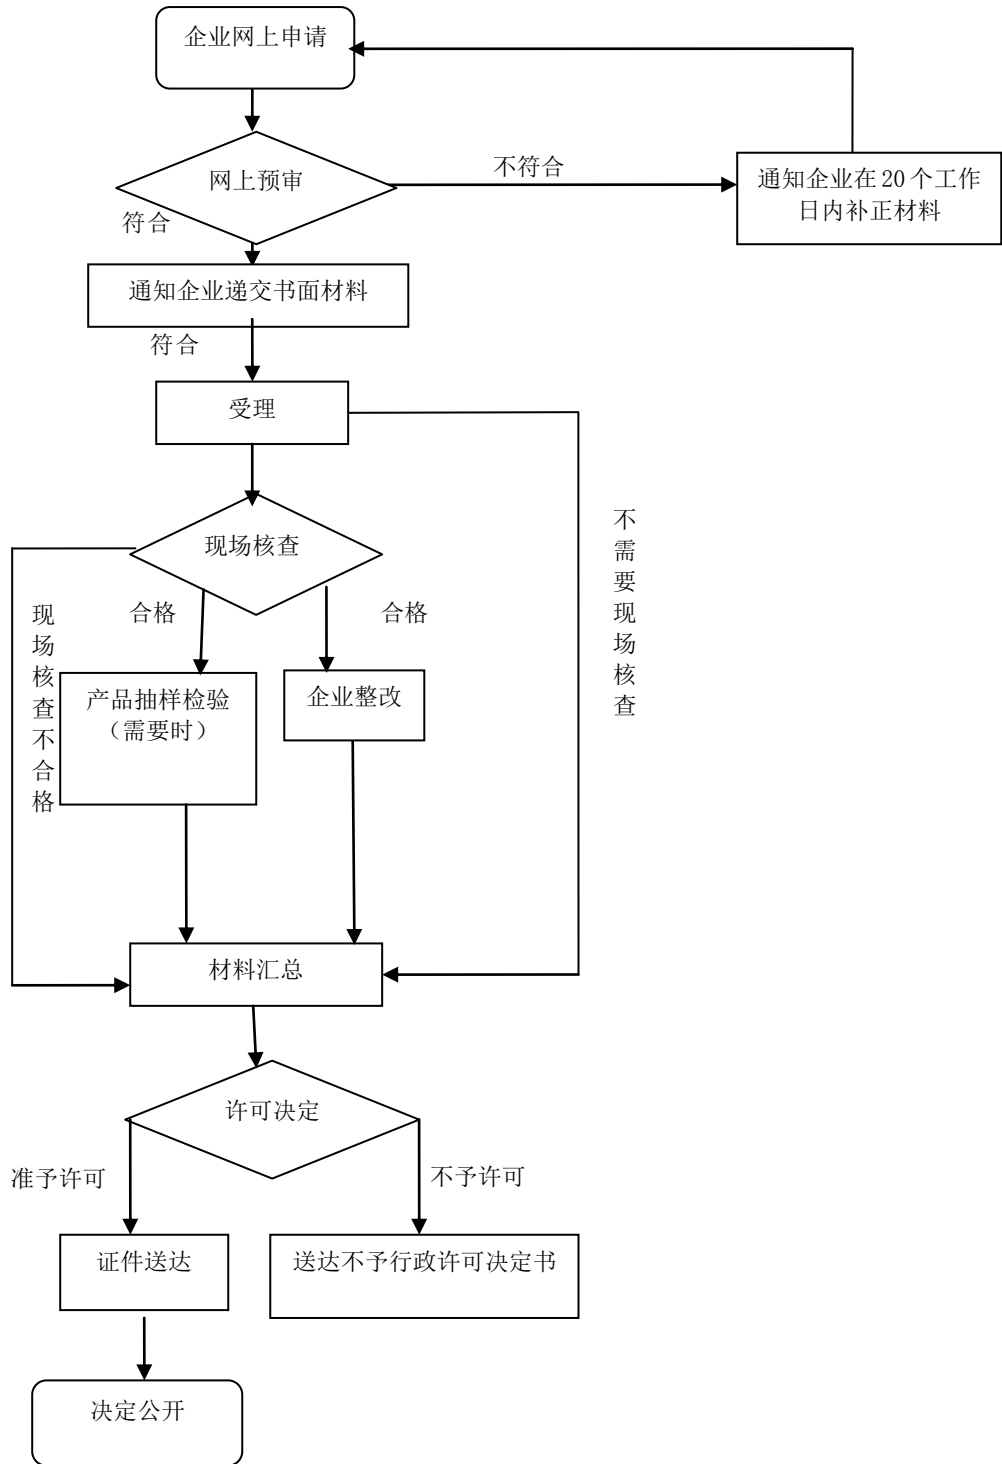 企业网上申请
网上预审
不符合
通知企业在 20 个工作
日内补正材料
符合
通知企业递交书面材料
符合
受理
不需要现场核查
现场核查
现场核查不合格
合格
合格
产品抽样检验
（需要时）
企业整改
材料汇总
许可决定
准予许可
不予许可
证件送达
送达不予行政许可决定书
决定公开